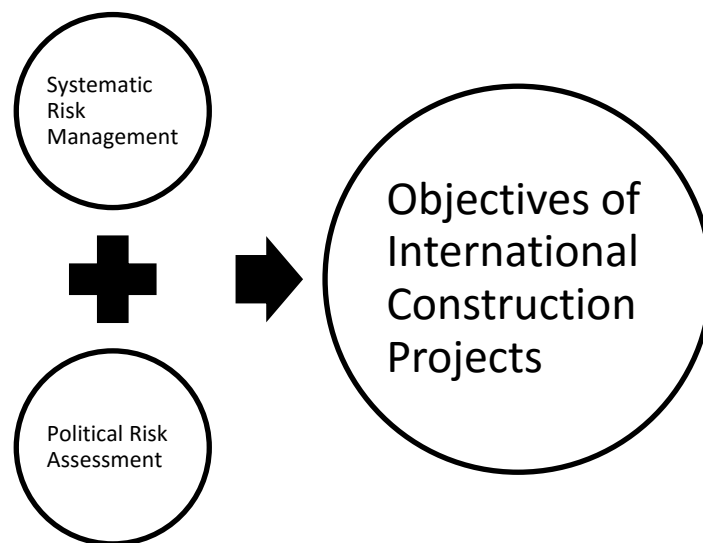 Systematic
Risk
Management
Political Risk
Assessment
Objectives of
International
Construction
Projects